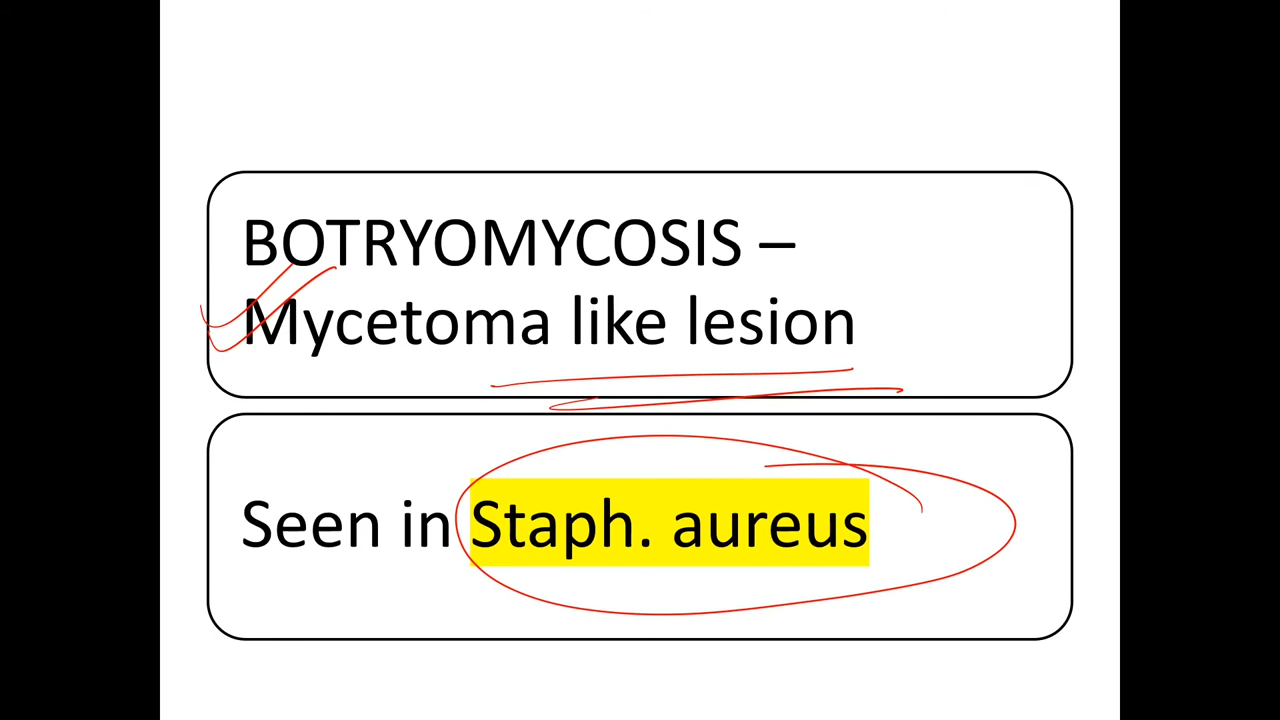 BOTRYOMYCOSIS –
Mycetoma like lesion
Seen in Staph. aureus